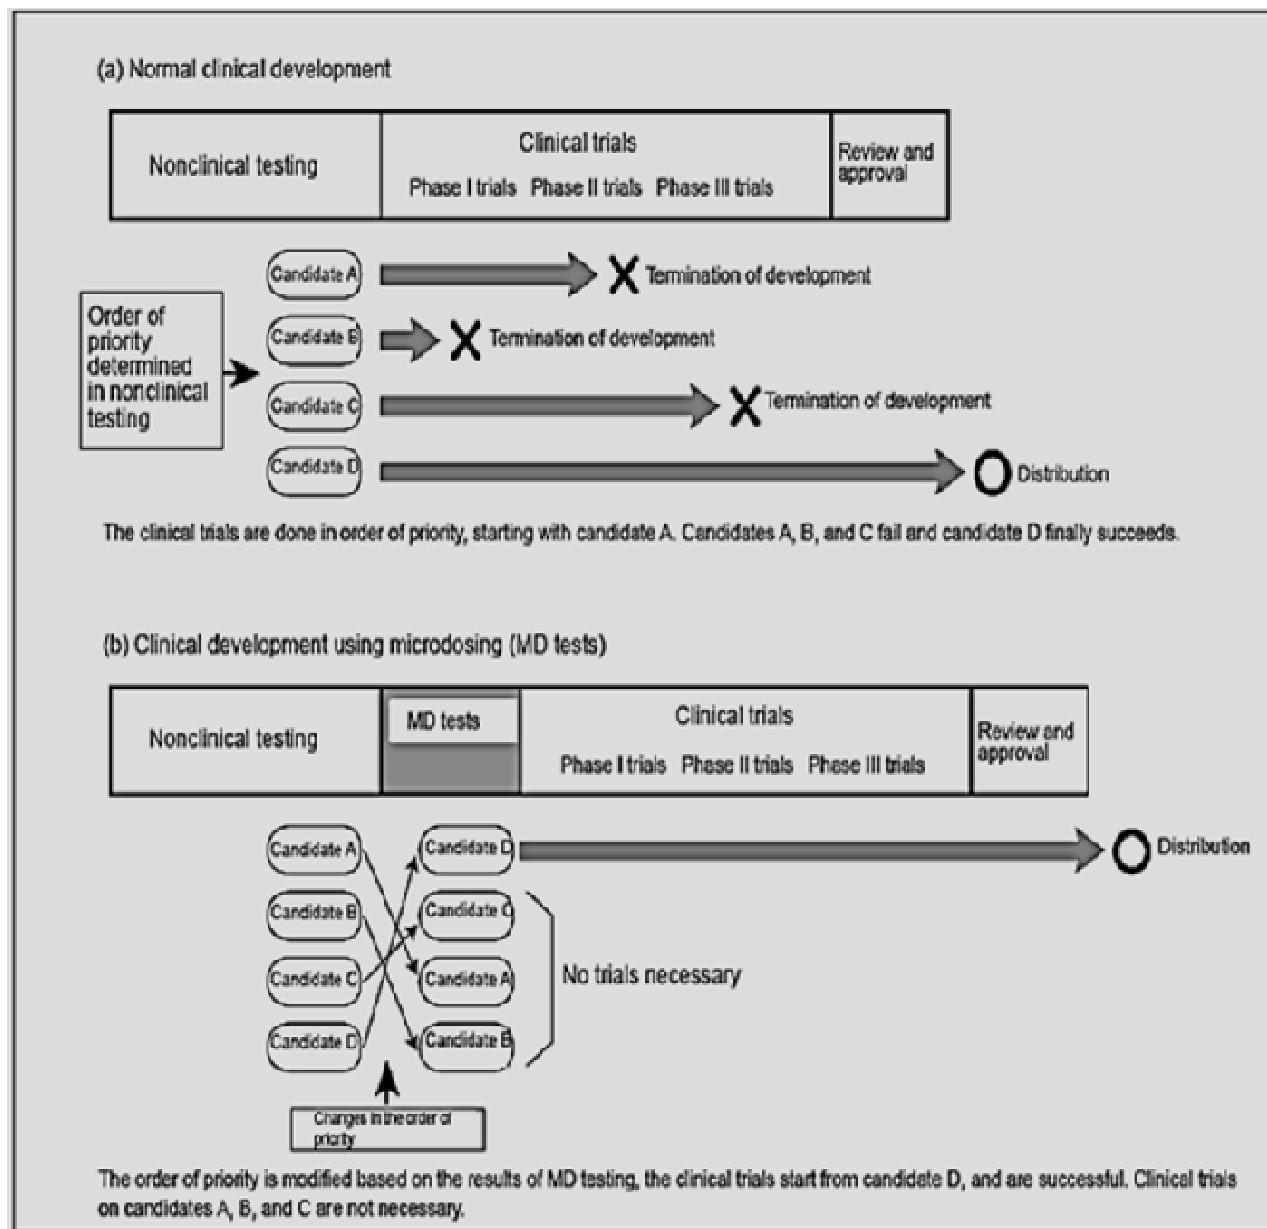 (a) Normal clinical development
Nonclinical testing
Clinical trials
Phase I trials Phase II trials Phase III trials
Review and
approval
Order of
priority
determined
in nonclinical
testing
Candidate A
Termination of development
Candidate B
Termination of development
Candidate C
Termination of development
Candidate D
Distribution
The clinical trials are done in order of priority, starting with candidate A. Candidates A, B, and C fail and candidate D finally succeeds.
(b) Clinical development using microdosing (MD tests)
Nonclinical testing
MD tests
Clinical trials
Phase I trials Phase II trials Phase III trials
Review and
approval
Candidate A
Candidate D
Distribution
Candidate B
Candidate C
Candidate C
Candidate A
No trials necessary
Candidate D
Candidate B
Changes in the order of
priority
The order of priority is modified based on the results of MD testing, the clinical trials start from candidate D, and are successful. Clinical trials
on candidates A, B, and C are not necessary.